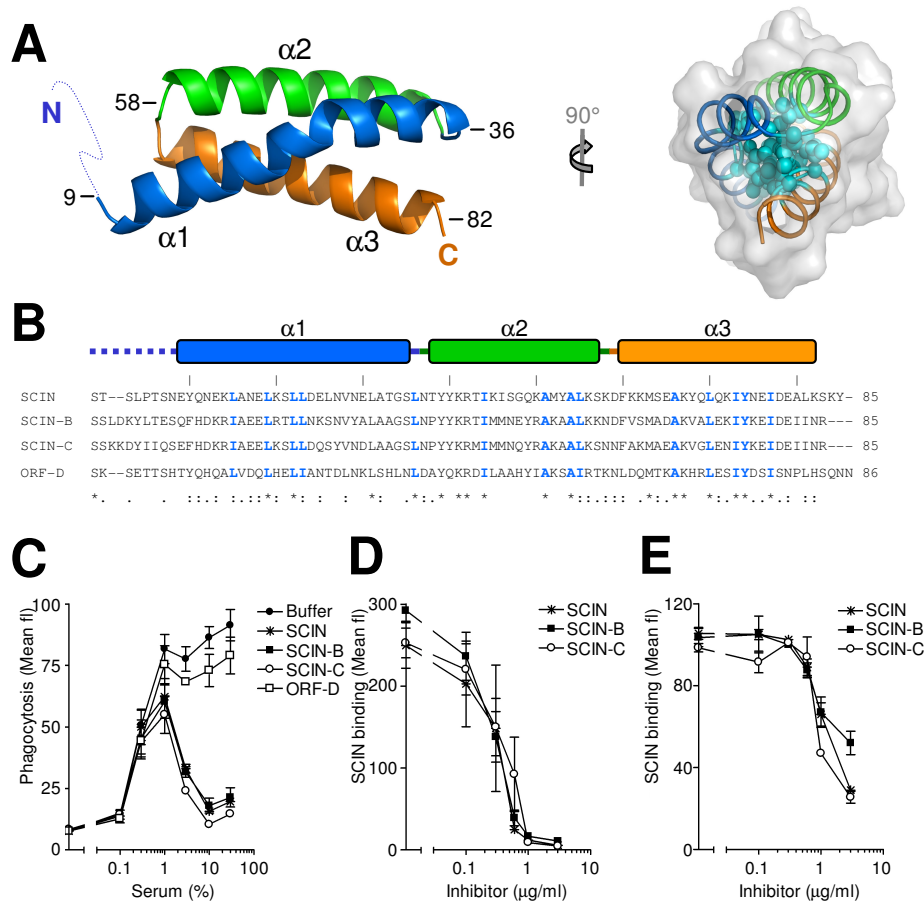 A
α2
N
58
36
9
82
α1
α3
C
90°
B
α1
α2
α3
SCIN ST--SLPTSNEYQNEKLANELKSLLDELNVNELATGSLNTYYKRTIKISGQKAMYALKSKDFKKMSEAKYQLQKIYNEIDEALKSKY- 85
SCIN-B SSLDKYLTESQFHDKRIAEELRTLLNKSNVYALAAGSLNPYYKRTIMMNEYRAKAALKKNDFVSMADAKVALEKIYKEIDEIINR--- 85
SCIN-C SSKKDYIIQSEFHDKRIAEELKSLLDQSYVNDLAAGSLNPYYKRMIMMNQYRAKAALKSNNFAKMAEAKVGLENIYKEIDEIINR--- 85
ORF-D SK--SETTSHTYQHQALVDQLHELIANTDLNKLSHLNLDAYQKRDILAAHYIAKSAIRTKNLDQMTKAKHRLESIYDSISNPLHSQNN 86
C
Phagocytosis (Mean fl)
100
75
50
25
0
0.1
1
10
100
Serum (%)
Buffer
SCIN
SCIN-B
SCIN-C
ORF-D
D
SCIN binding (Mean fl)
300
200
100
0
0.1
1
10
Inhibitor (μg/ml)
SCIN
SCIN-B
SCIN-C
E
SCIN binding (Mean fl)
120
80
40
0
0.1
1
10
Inhibitor (μg/ml)
SCIN
SCIN-B
SCIN-C